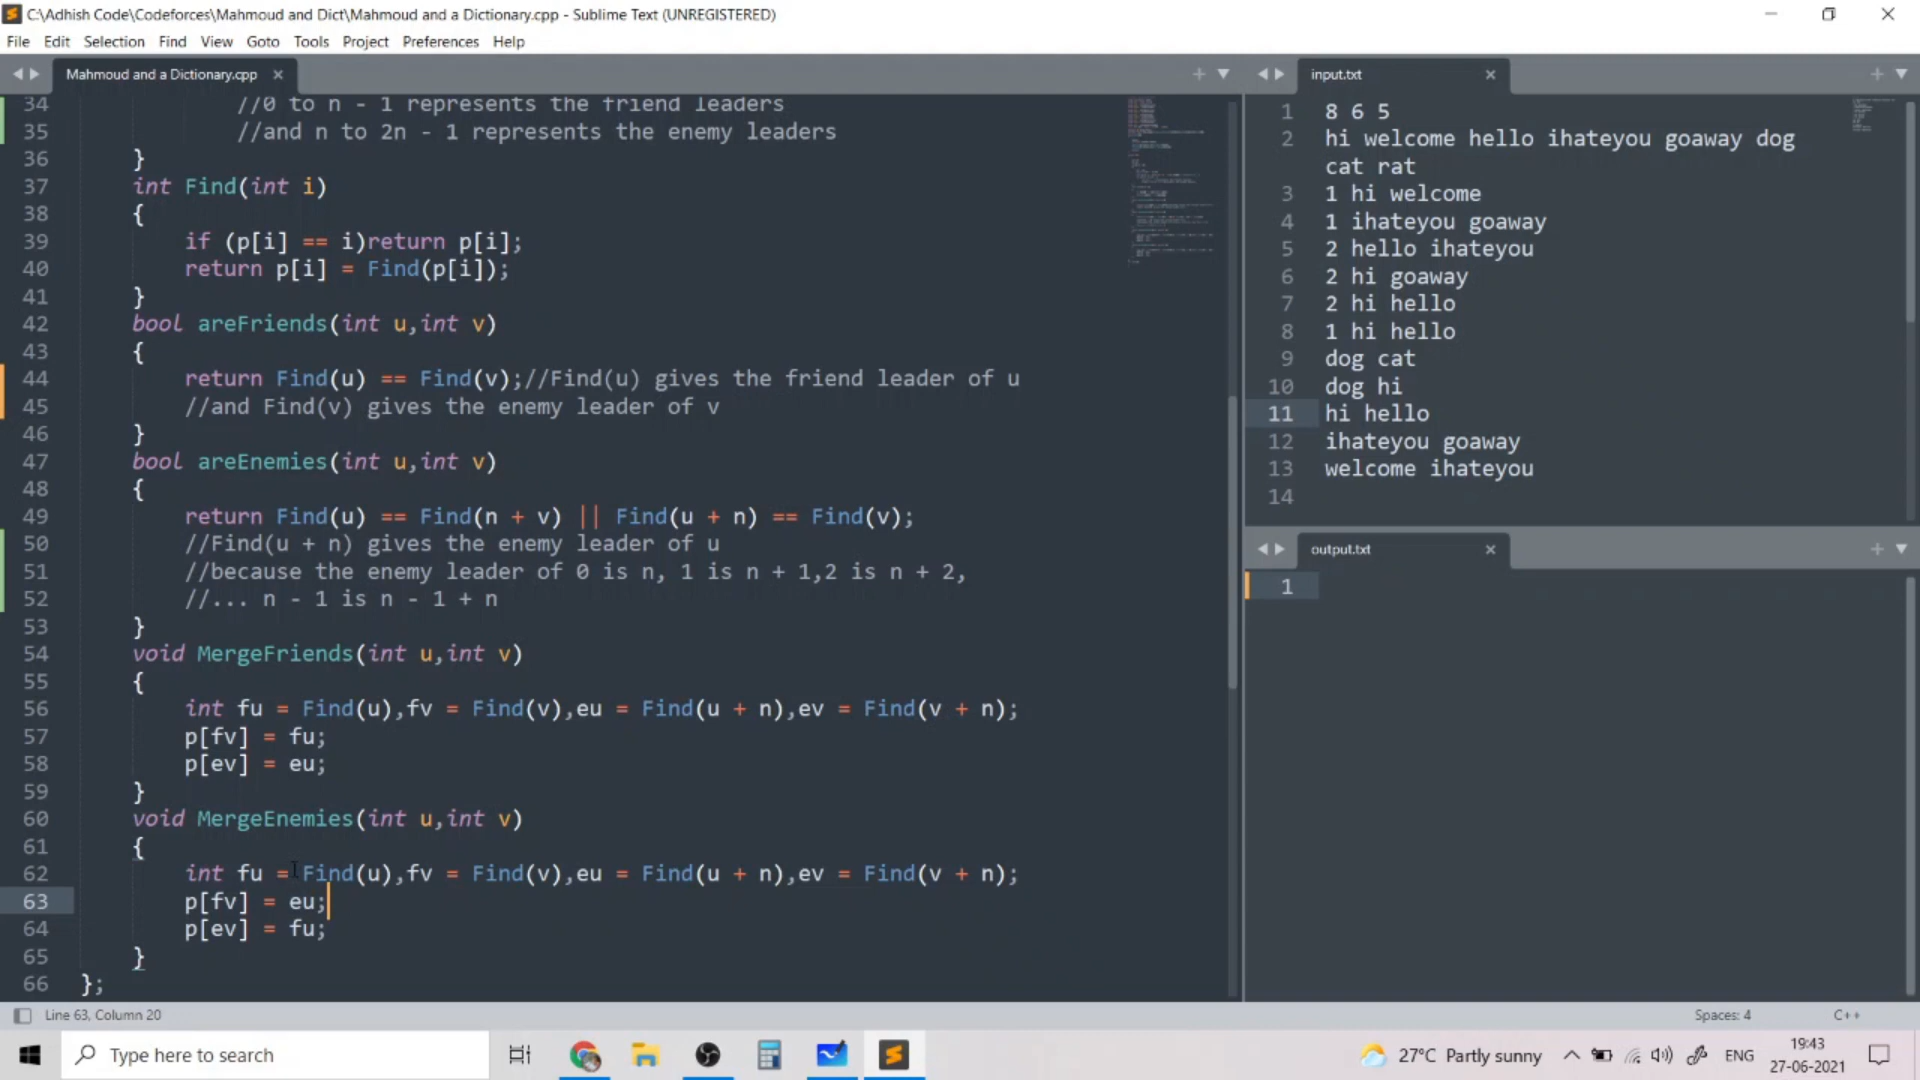 C:\Adhish Code\Codeforces\Mahmoud and Dict\Mahmoud and a Dictionary.cpp - Sublime Text (UNREGISTERED)
File Edit Selection Find View Goto Tools Project Preferences Help
Mahmoud and a Dictionary.cpp
34 //0 to n - 1 represents the friend leaders
35 //and n to 2n - 1 represents the enemy leaders
36 }
37 int Find(int i)
38 {
39 if (p[i] == i)return p[i];
40 return p[i] = Find(p[i]);
41 }
42 bool areFriends(int u,int v)
43 {
44 return Find(u) == Find(v);//Find(u) gives the friend leader of u
45 //and Find(v) gives the enemy leader of v
46 }
47 bool areEnemies(int u,int v)
48 {
49 return Find(u) == Find(n + v) || Find(u + n) == Find(v);
50 //Find(u + n) gives the enemy leader of u
51 //because the enemy leader of 0 is n, 1 is n + 1,2 is n + 2,
52 //... n - 1 is n - 1 + n
53 }
54 void MergeFriends(int u,int v)
55 {
56 int fu = Find(u),fv = Find(v),eu = Find(u + n),ev = Find(v + n);
57 p[fv] = fu;
58 p[ev] = eu;
59 }
60 void MergeEnemies(int u,int v)
61 {
62 int fu = Find(u),fv = Find(v),eu = Find(u + n),ev = Find(v + n);
63 p[fv] = eu;
64 p[ev] = fu;
65 }
66 };
input.txt
1 8 6 5
2 hi welcome hello ihateyou goaway dog
cat rat
3 1 hi welcome
4 1 ihateyou goaway
5 2 hello ihateyou
6 2 hi goaway
7 2 hi hello
8 1 hi hello
9 dog cat
10 dog hi
11 hi hello
12 ihateyou goaway
13 welcome ihateyou
14
output.txt
1
Line 63, Column 20
Spaces: 4
C++
Type here to search
27°C Partly sunny
ENG
19:43
27-06-2021